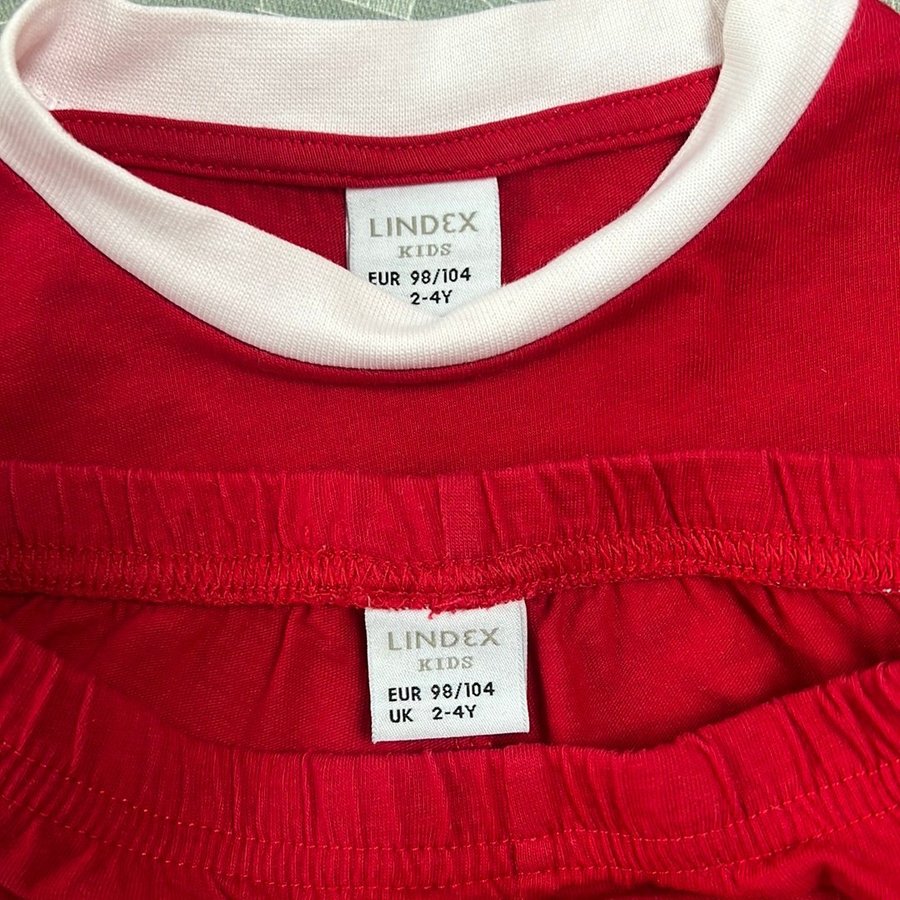 LINDEX
KIDS
EUR 98/104
2-4Y
LINDEX
KIDS
EUR 98/104
UK 2-4Y